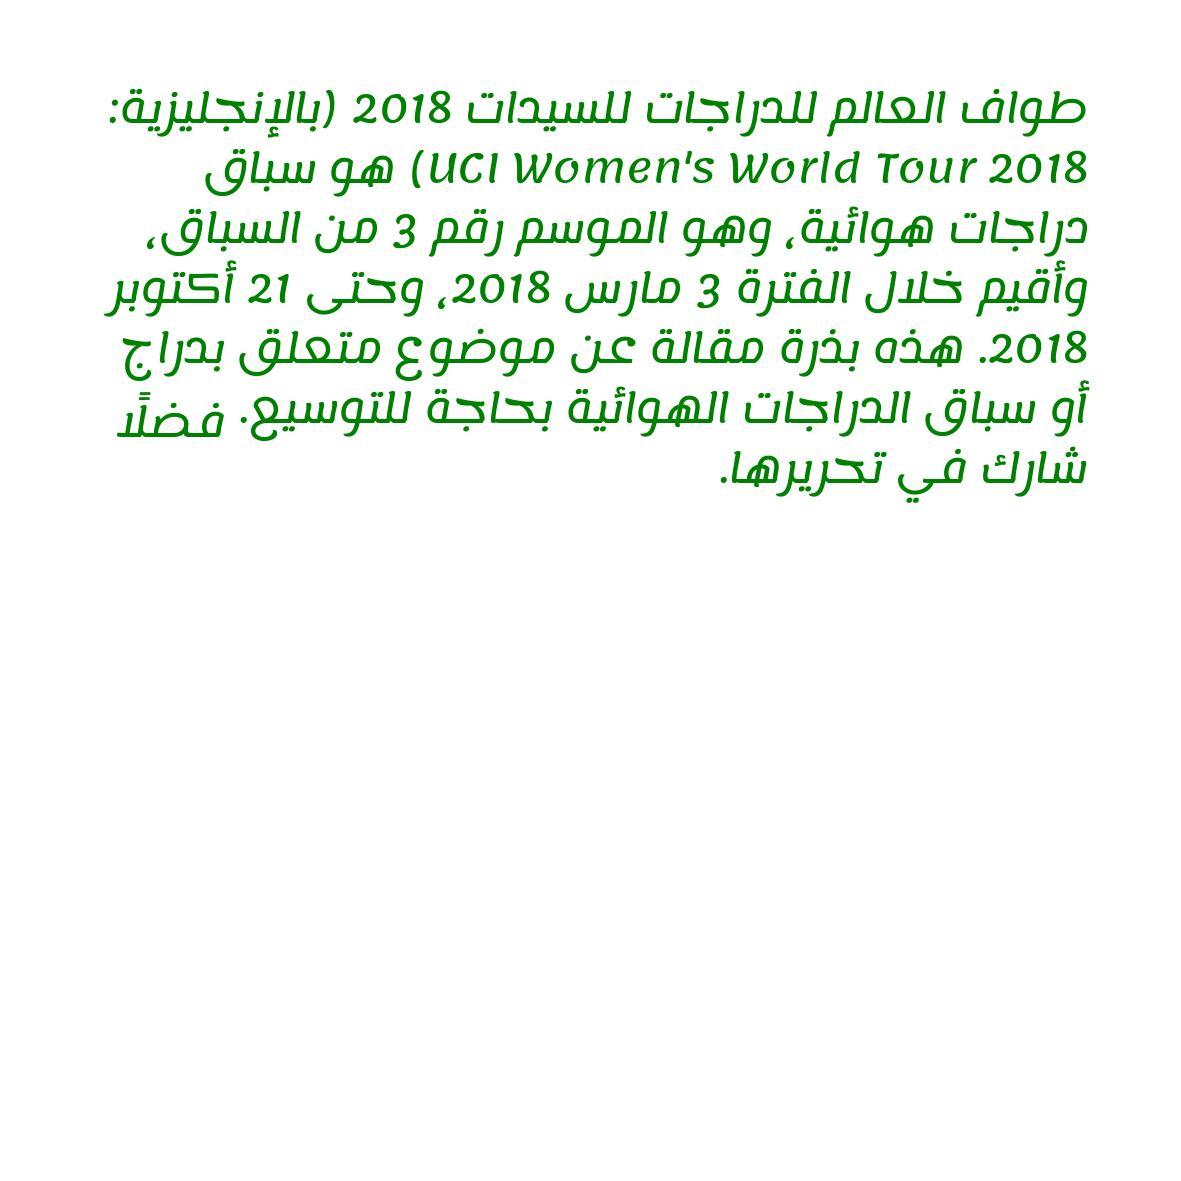 طواف العالم للدراجات للسيدات 2018 (بالإنجليزية:
2018 UCI Women's World Tour) هو سباق
دراجات هوائية، وهو الموسم رقم 3 من السباق،
وأقيم خلال الفترة 3 مارس 2018، وحتى 21 أكتوبر
2018. هذه بذرة مقالة عن موضوع متعلق بدراج
أو سباق الدراجات الهوائية بحاجة للتوسيع. فضلًا
شارك في تحريرها.